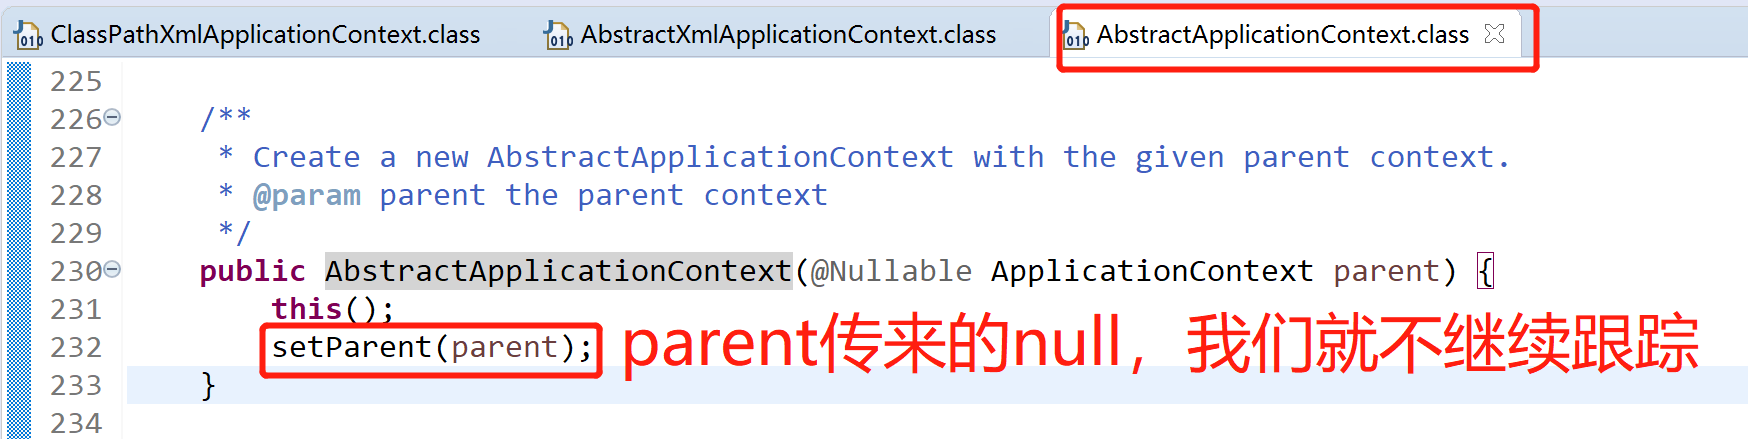 ClassPathXmlApplicationContext.class AbstractXmlApplicationContext.class AbstractApplicationContext.class
225
226 /**
227 * Create a new AbstractApplicationContext with the given parent context.
228 * @param parent the parent context
229 */
230 public AbstractApplicationContext(@Nullable ApplicationContext parent) {
231 this();
232 setParent(parent); parent传来的null，我们就不继续跟踪
233 }
234